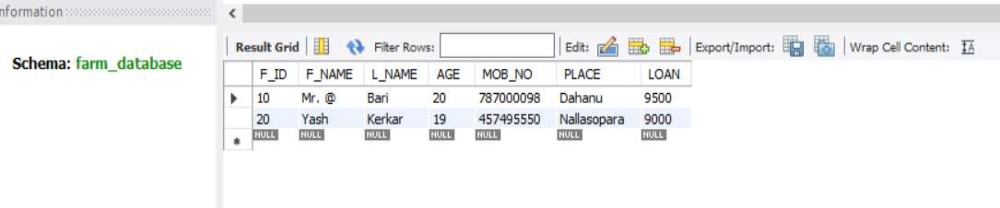 nformation
Schema: farm_database
Result Grid Filter Rows: Edit: Export/Import: Wrap Cell Content: IA
F_ID F_NAME L_NAME AGE MOB_NO PLACE LOAN
10 Mr. @ Bari 20 787000098 Dahanu 9500
20 Yash Kerkar 19 457495550 Nallasopara 9000
NULL NULL NULL NULL NULL NULL NULL